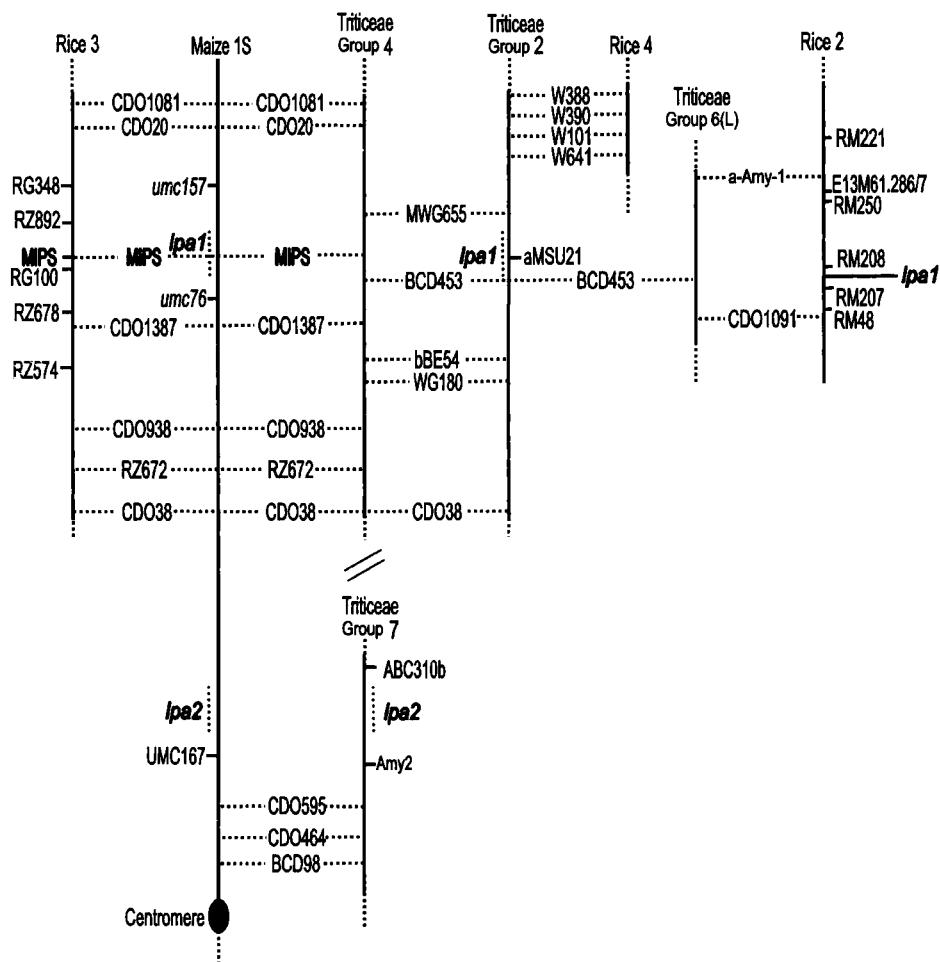 Rice 3
Maize 1S
Triticeae
Group 4
Triticeae
Group 2
Rice 4
Rice 2
CDO1081 CDO1081
CDO20 CDO20
W388
W390
W101
W641
Triticeae
Group 6(L)
RM221
RG348
umc157
a-Amy-1
E13M61.286/7
RM250
RZ892
MWG655
MIPS MIPS lpa1 MIPS lpa1 aMSU21
RM208
RG100
BCD453 BCD453
lpa1
umc76
RM207
RZ678
CDO1387 CDO1387
CDO1091
RM48
RZ574
bBE54
WG180
CDO938 CDO938
RZ672 RZ672
CDO38 CDO38 CDO38
Triticeae
Group 7
ABC310b
lpa2 lpa2
UMC167
Amy2
CDO595
CDO464
BCD98
Centromere